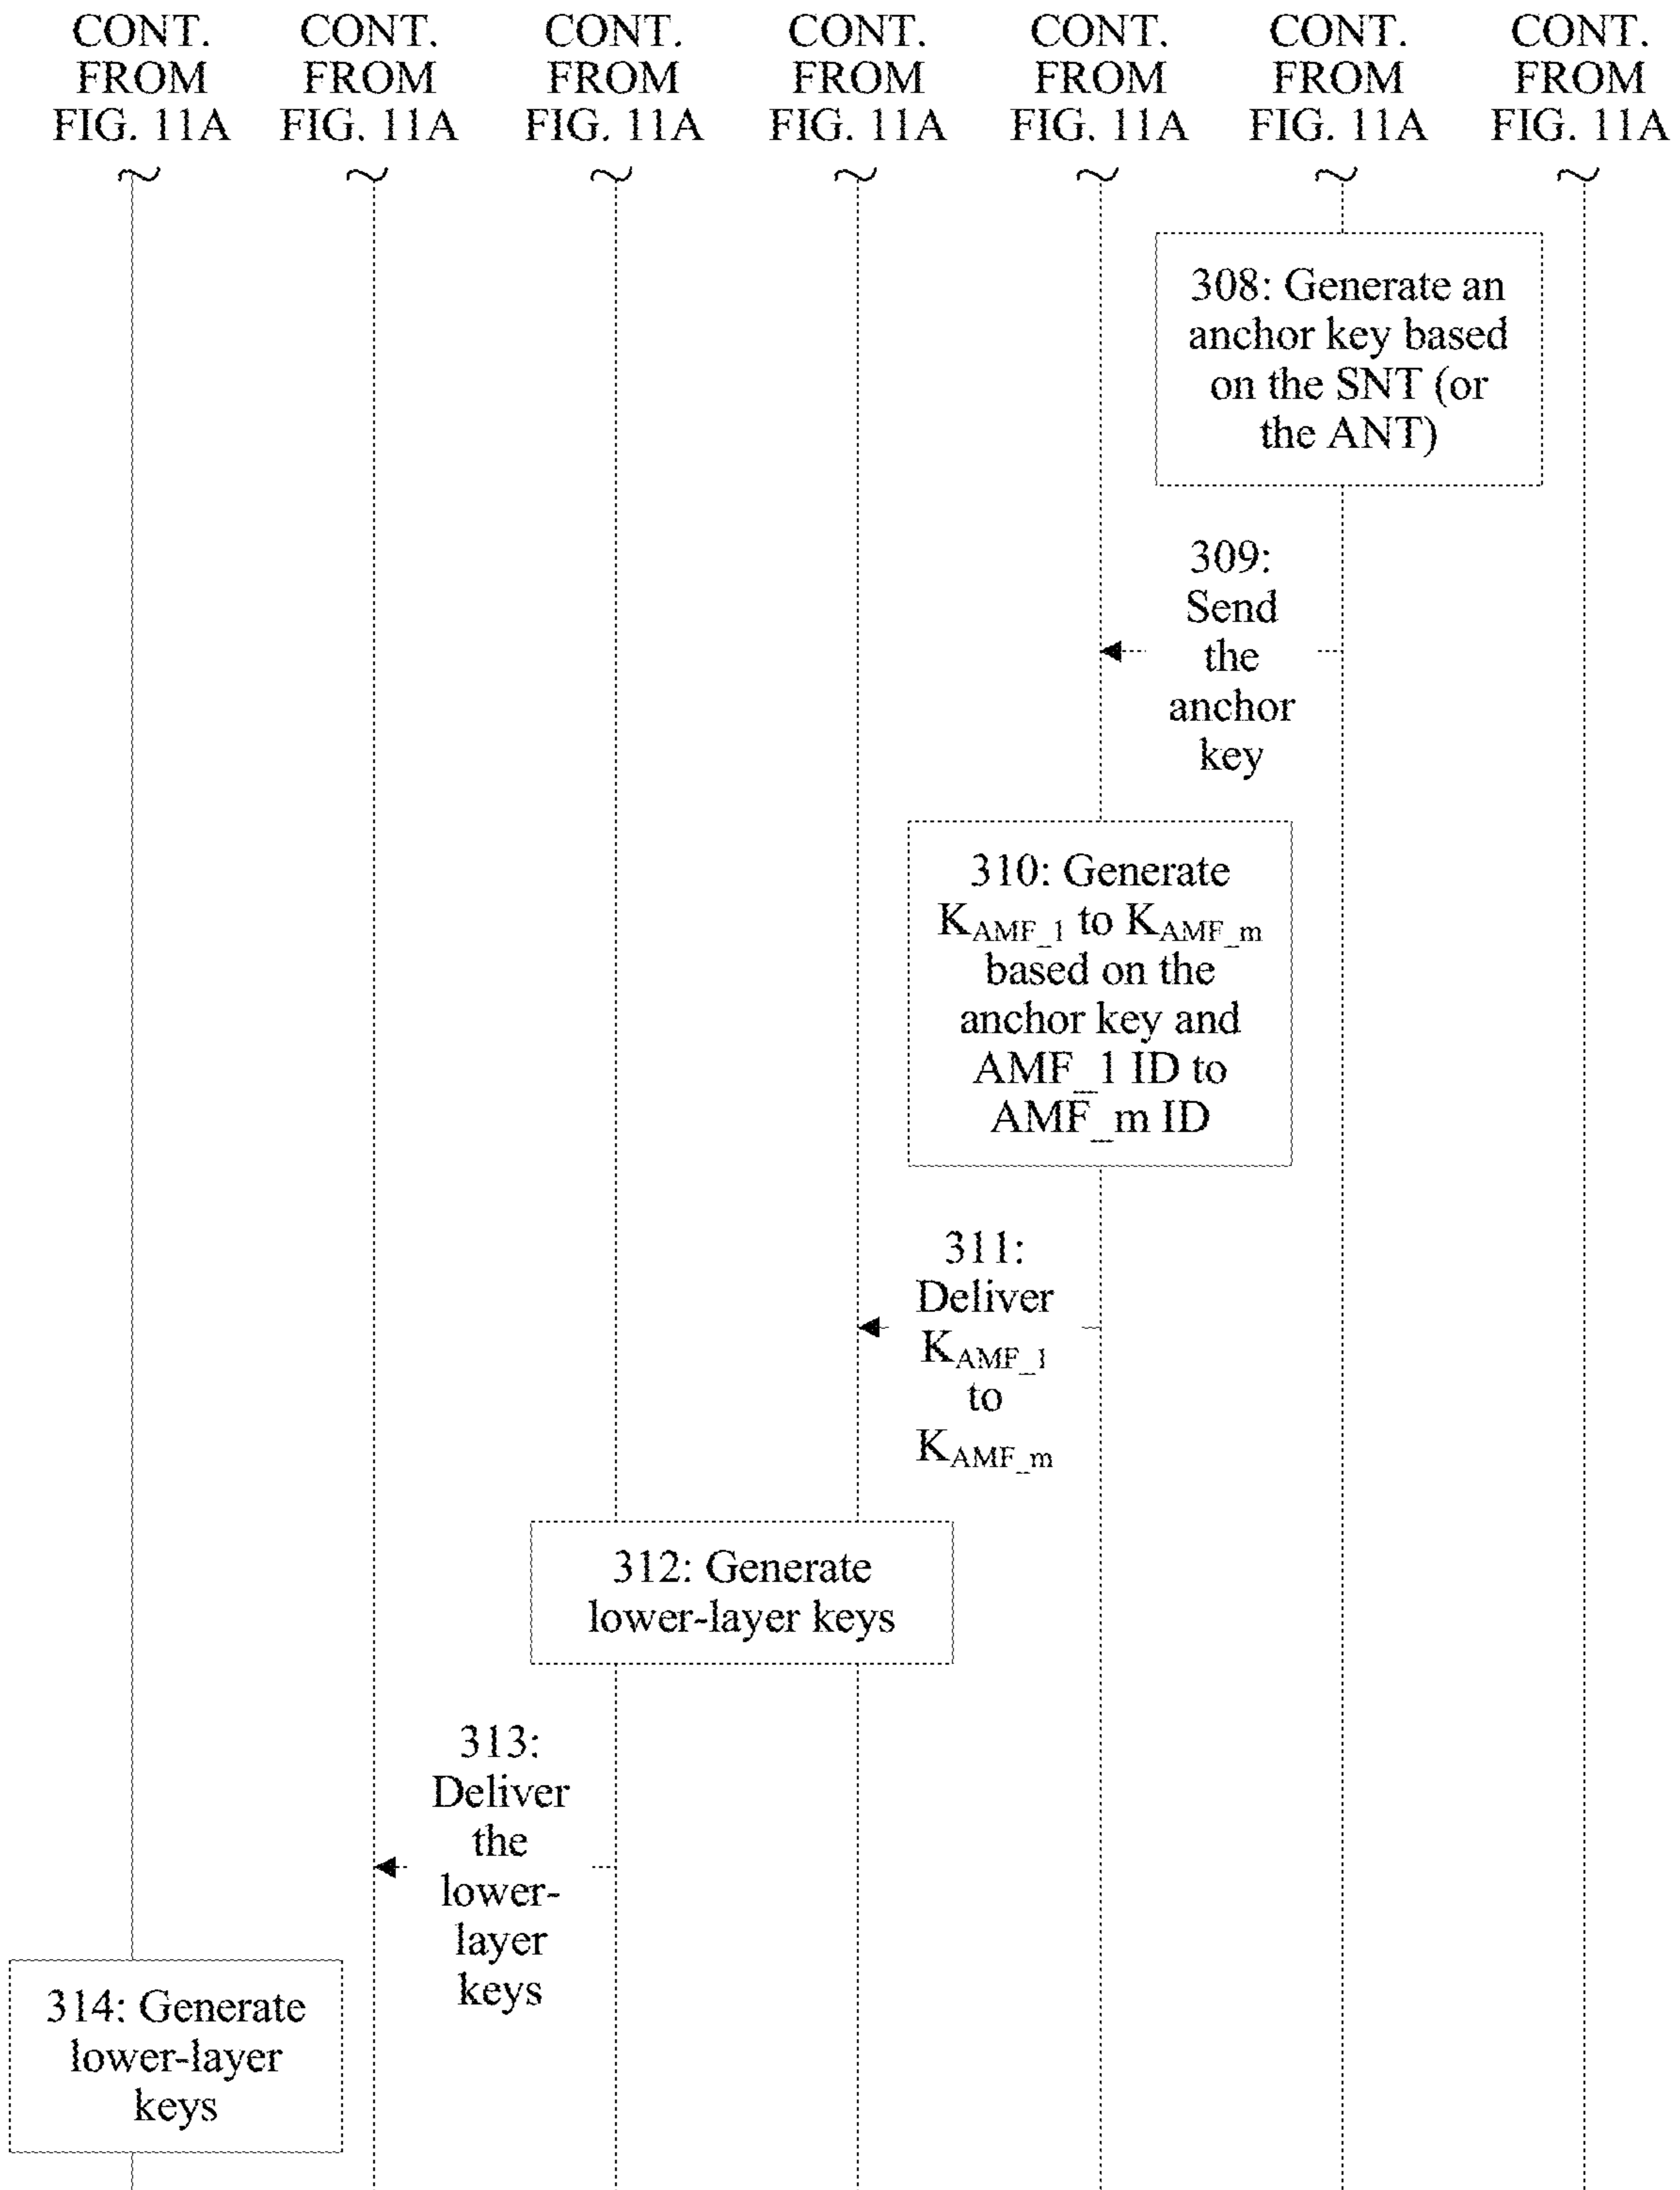 CONT. FROM FIG. 11A
CONT. FROM FIG. 11A
CONT. FROM FIG. 11A
CONT. FROM FIG. 11A
CONT. FROM FIG. 11A
CONT. FROM FIG. 11A
CONT. FROM FIG. 11A
308: Generate an
anchor key based
on the SNT (or
the ANT)
309:
Send
the
anchor
key
310: Generate
K_AMF_1 to K_AMF_m
based on the
anchor key and
AMF_1 ID to
AMF_m ID
311:
Deliver
K_AMF_1
to
K_AMF_m
312: Generate
lower-layer keys
313:
Deliver
the
lower-
layer
keys
314: Generate
lower-layer
keys